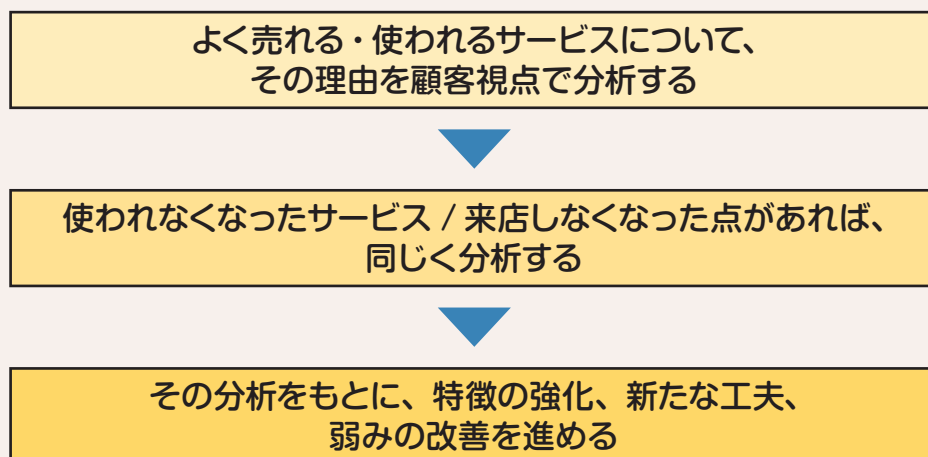 よく売れる・使われるサービスについて、
その理由を顧客視点で分析する
使われなくなったサービス / 来店しなくなった点があれば、
同じく分析する
その分析をもとに、特徴の強化、新たな工夫、
弱みの改善を進める